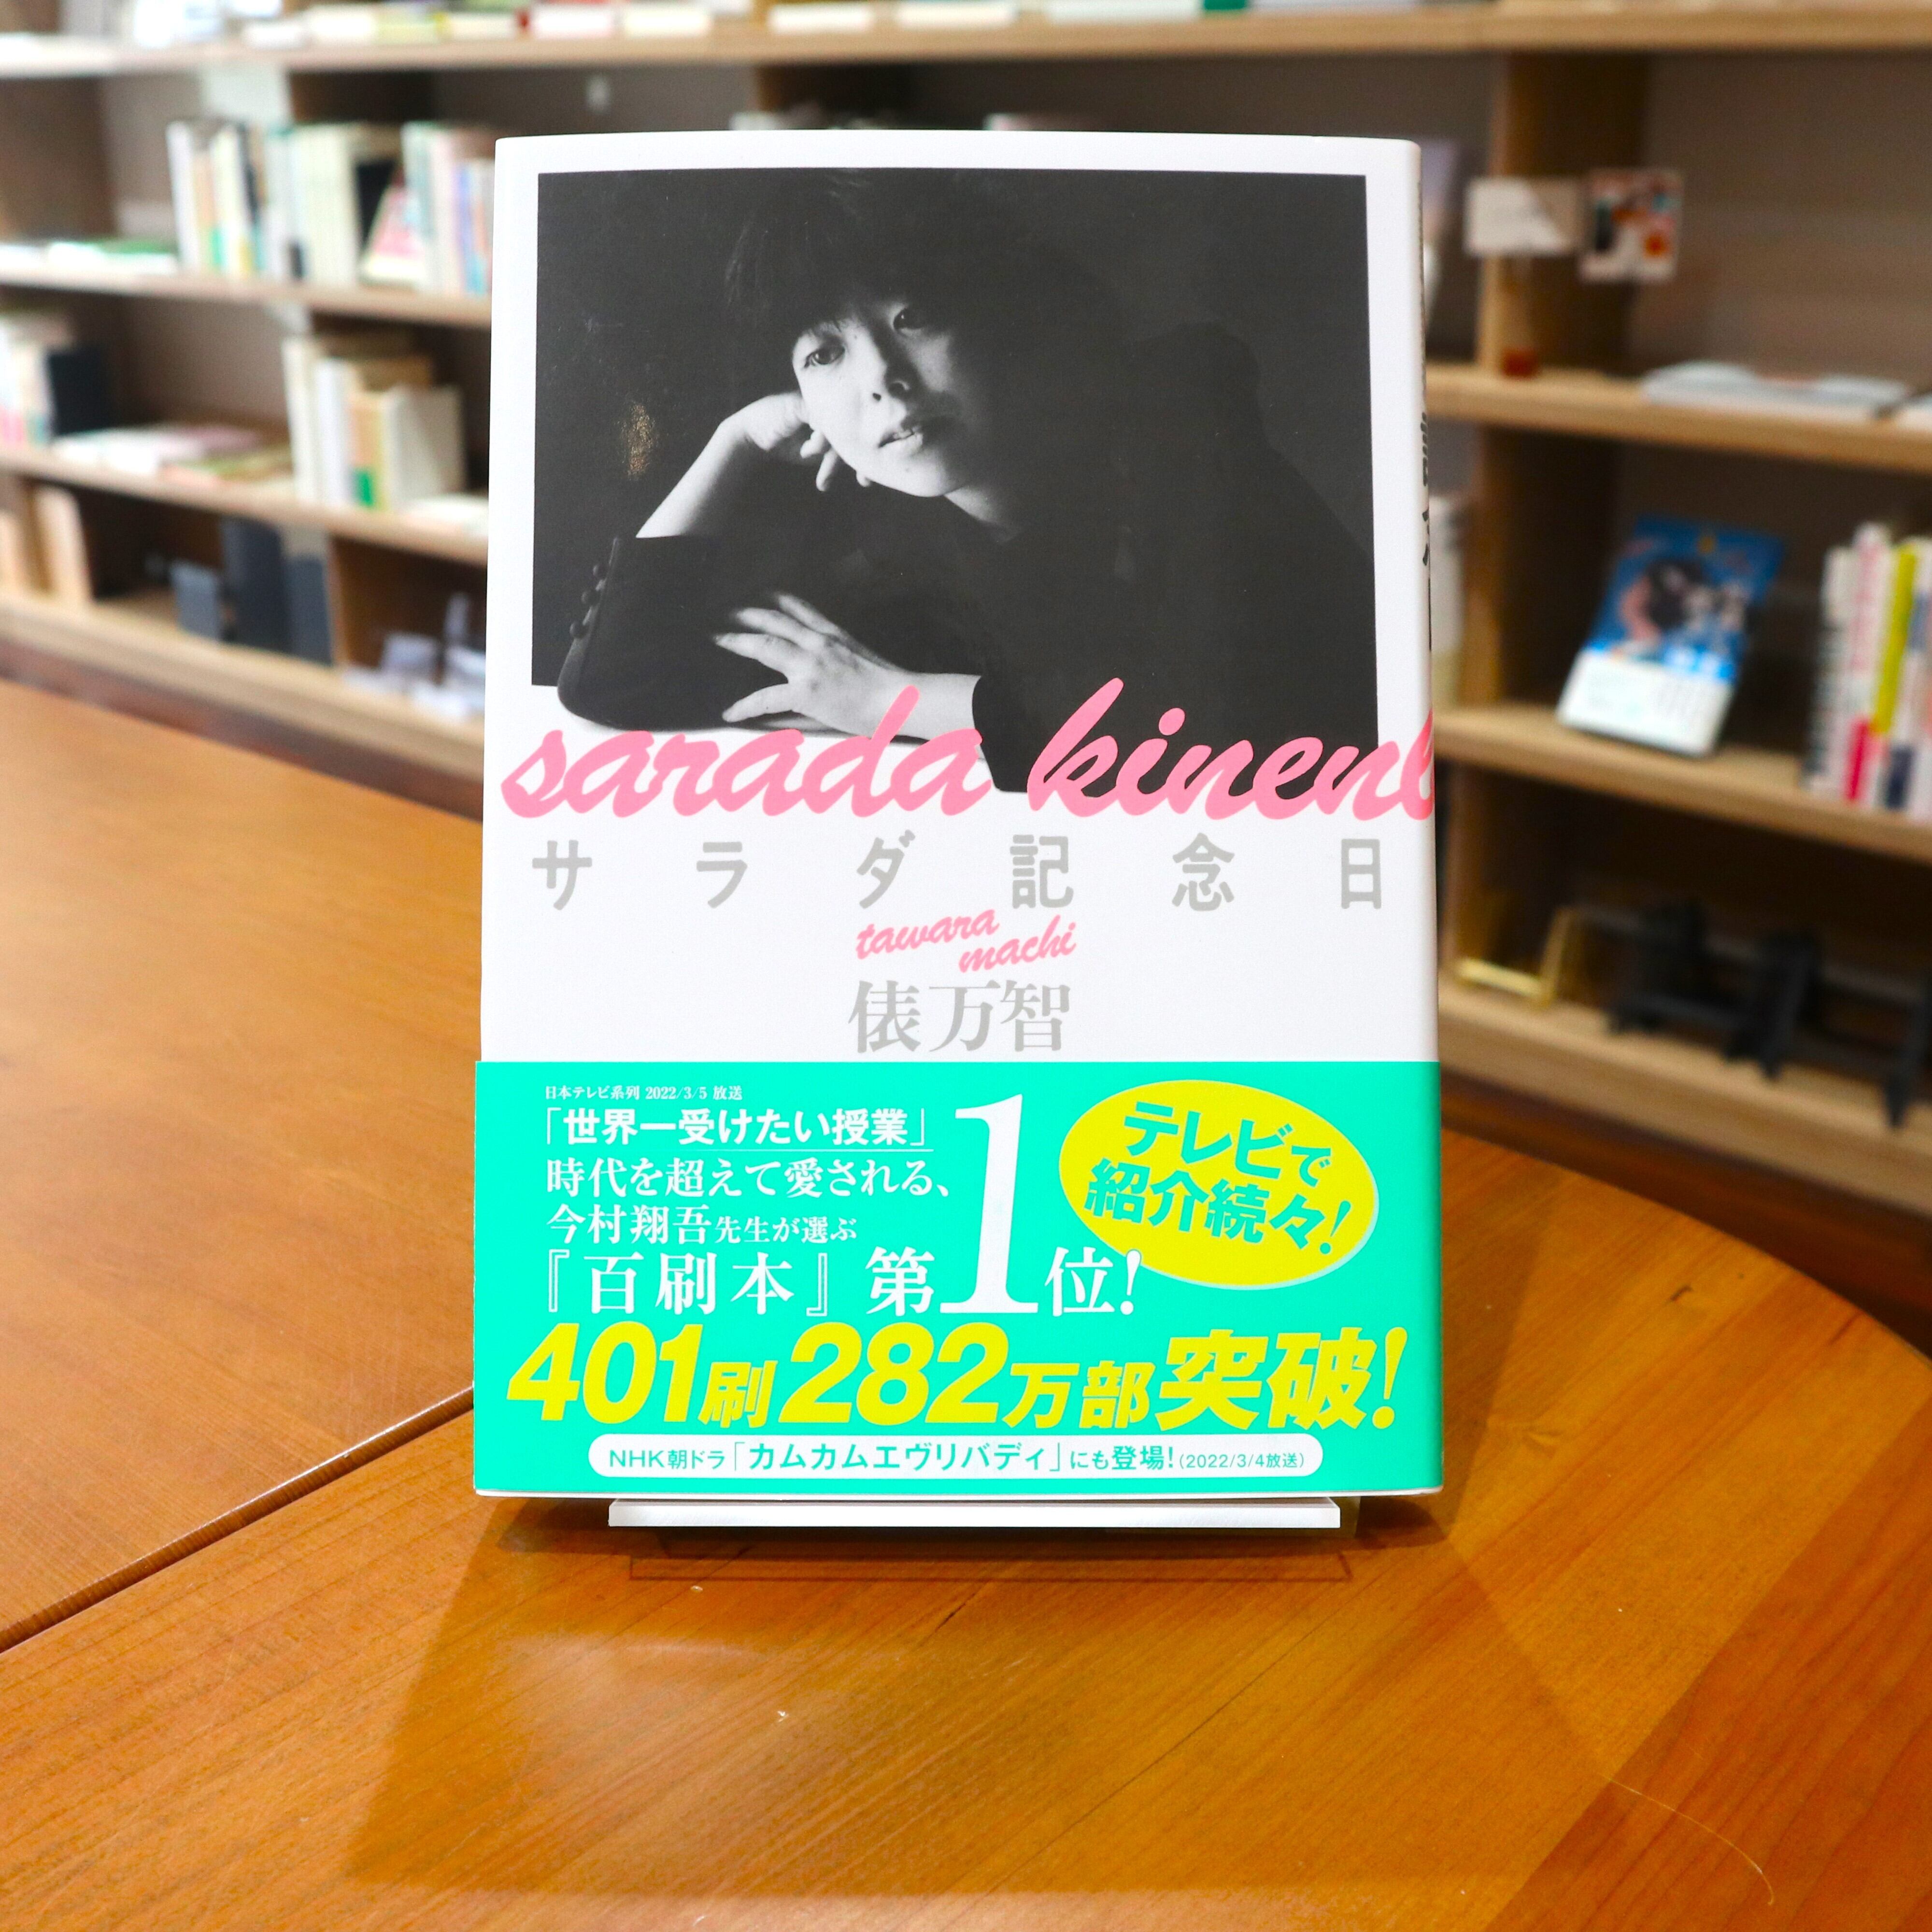 sarada kinenb
サラダ記念日
tawara
machi
俵万智
日本テレビ系列 2022/3/5 放送
「世界一受けたい授業」
時代を超えて愛される、
今村翔吾先生が選ぶ
『百刷本』第1位!
テレビで
紹介続々!
401刷282万部突破!
NHK朝ドラ「カムカムエヴリバディ」にも登場!(2022/3/4放送)